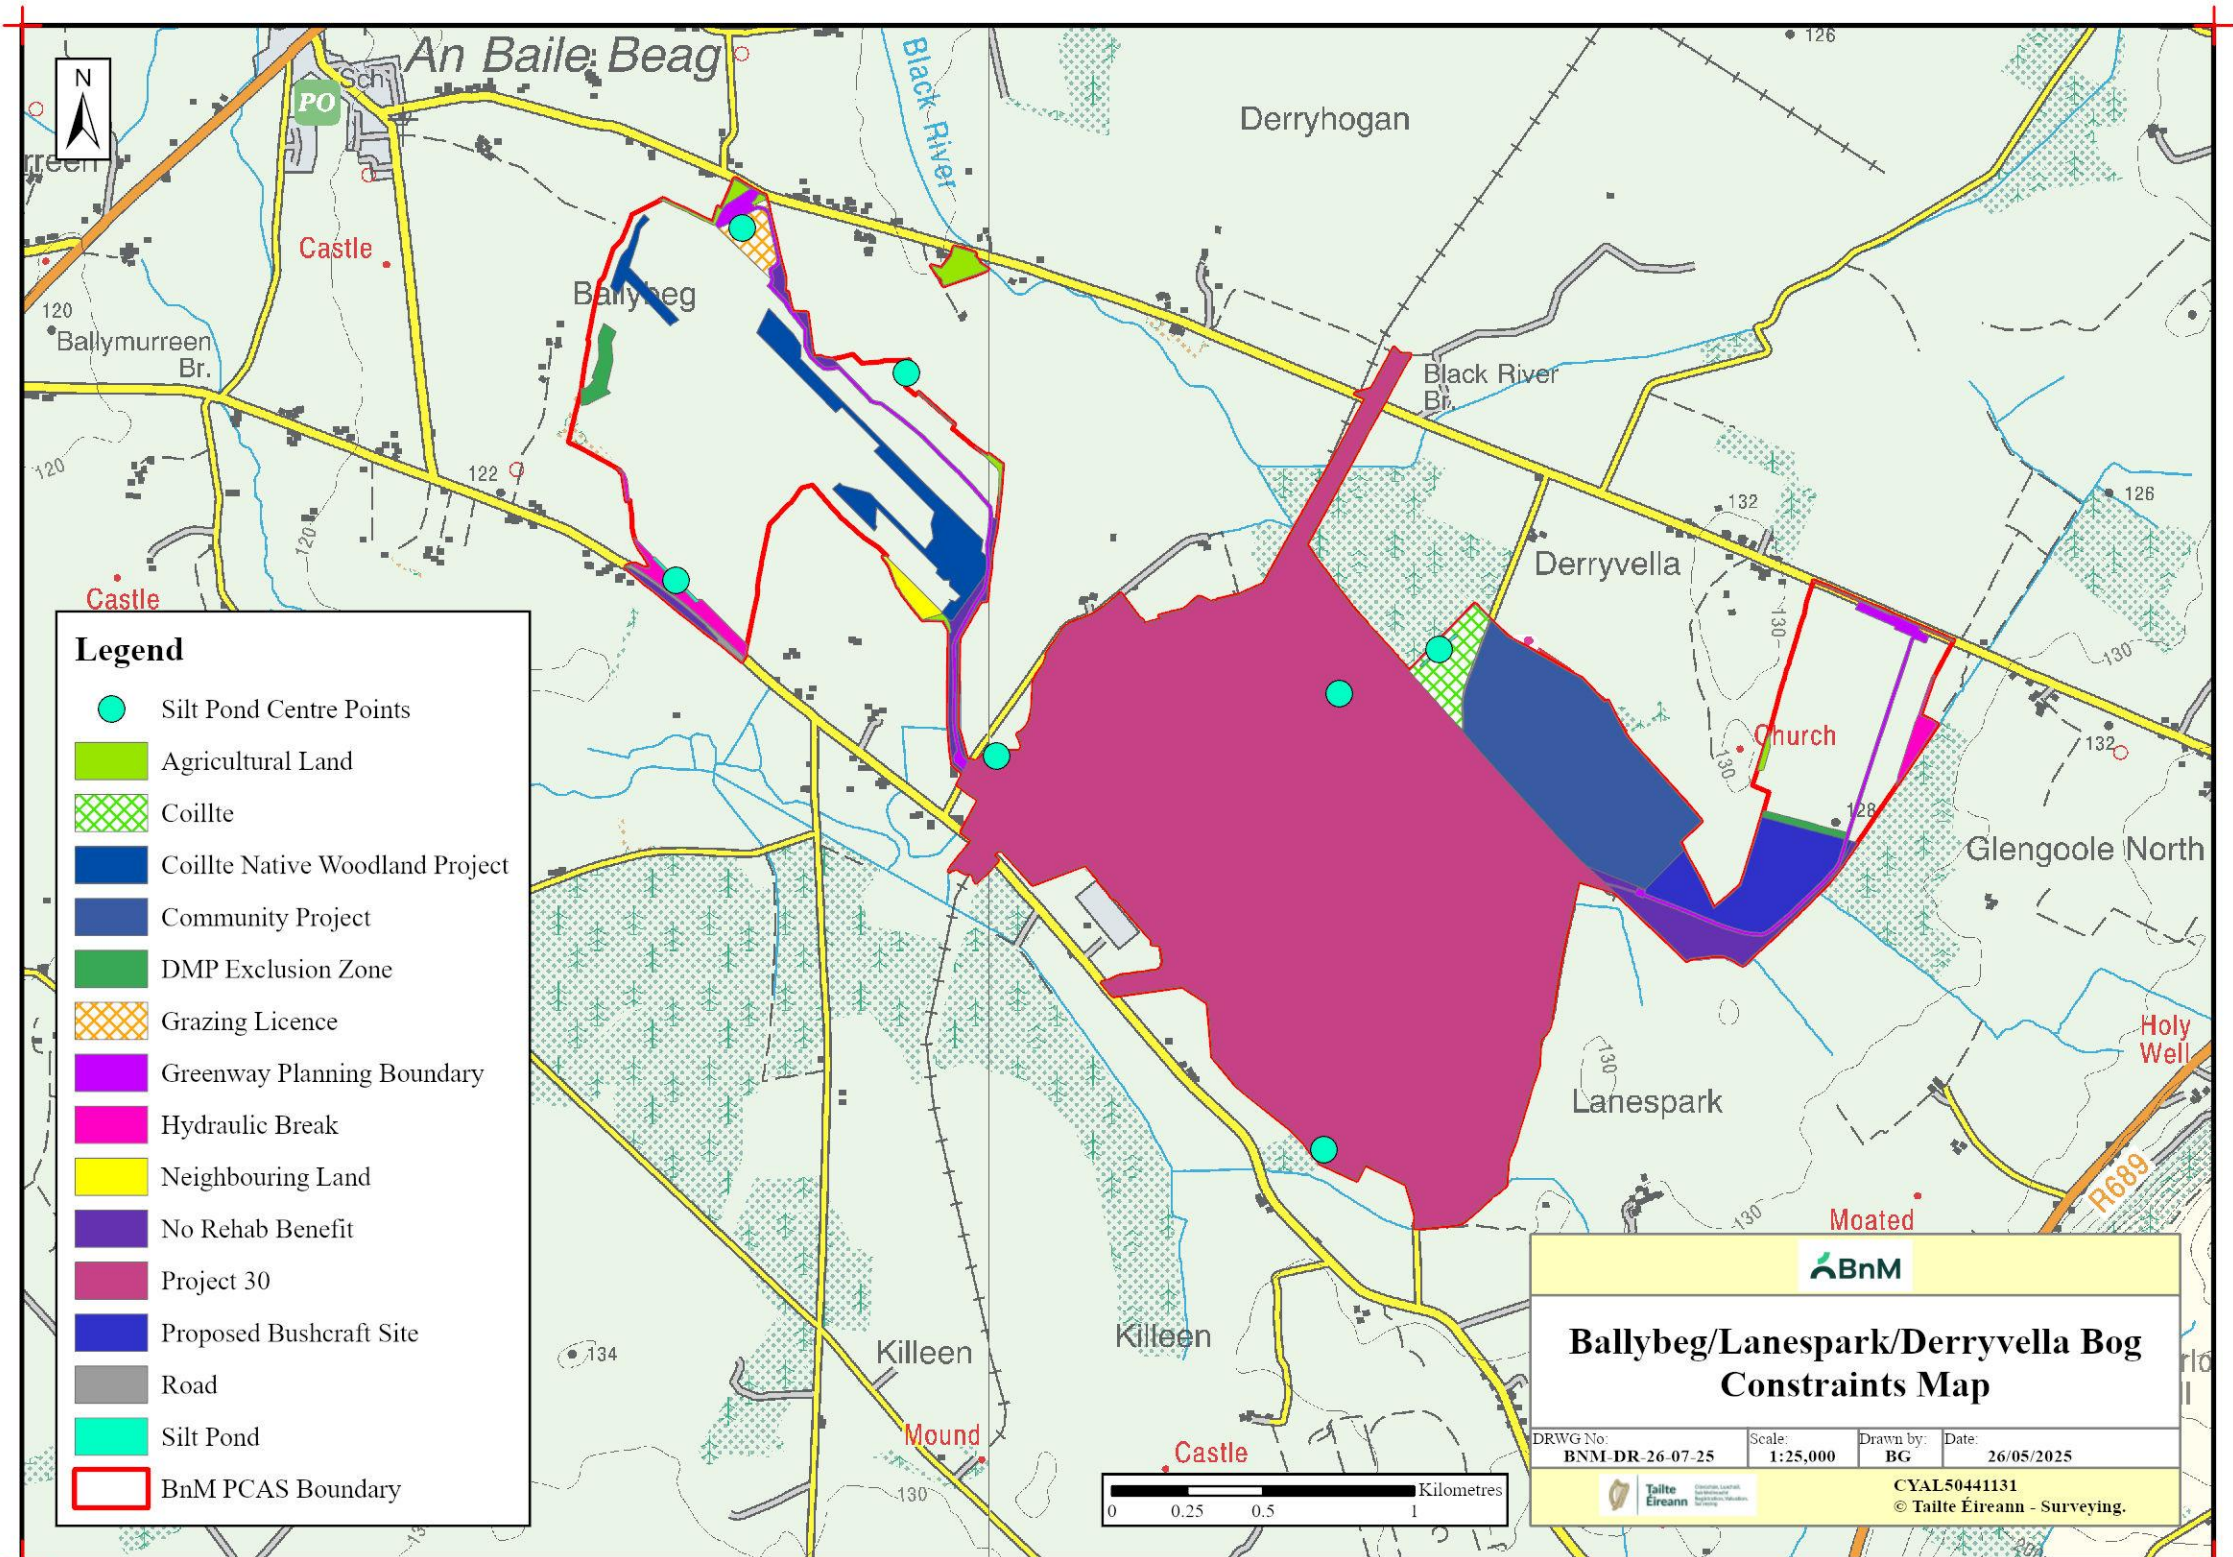 An Baile Beag
Sch
PO
N
Black River
126
Derryhogan
rreen
Castle
120
Ballymurreen
Br.
Ballybeg
Black River
Br.
120
122
126
132
120
Derryvella
Castle
130
130
Church
130
132
128
Glengoole North
Holy
Well
130
Lanespark
R689
130
Moated
134
Killeen
Killeen
Mound
Castle
130
Legend
Silt Pond Centre Points
Agricultural Land
Coillte
Coillte Native Woodland Project
Community Project
DMP Exclusion Zone
Grazing Licence
Greenway Planning Boundary
Hydraulic Break
Neighbouring Land
No Rehab Benefit
Project 30
Proposed Bushcraft Site
Road
Silt Pond
BnM PCAS Boundary
Kilometres
0 0.25 0.5 1
BnM
Ballybeg/Lanespark/Derryvella Bog
Constraints Map
DRWG No:
BNM-DR-26-07-25
Scale:
1:25,000
Drawn by:
BG
Date:
26/05/2025
Tailte
Éireann
CYAL50441131
© Tailte Éireann - Surveying.